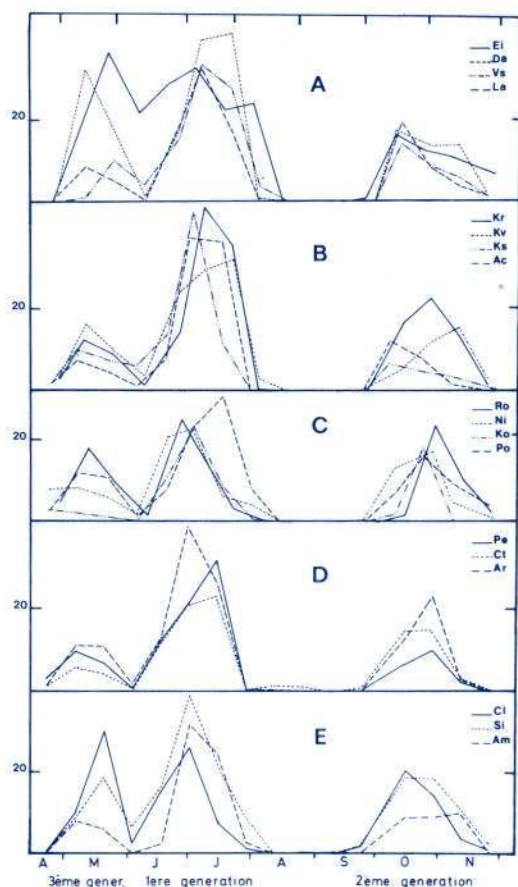 Ei
Da
Vs
La
A
20
Kr
Kv
Ks
Ac
B
20
Ro
Ni
Ko
Po
C
20
Pe
Ct
Ar
D
20
Cl
Si
Am
E
20
A M J J A S O N
3ème gener. 1ere generation 2ème. generation